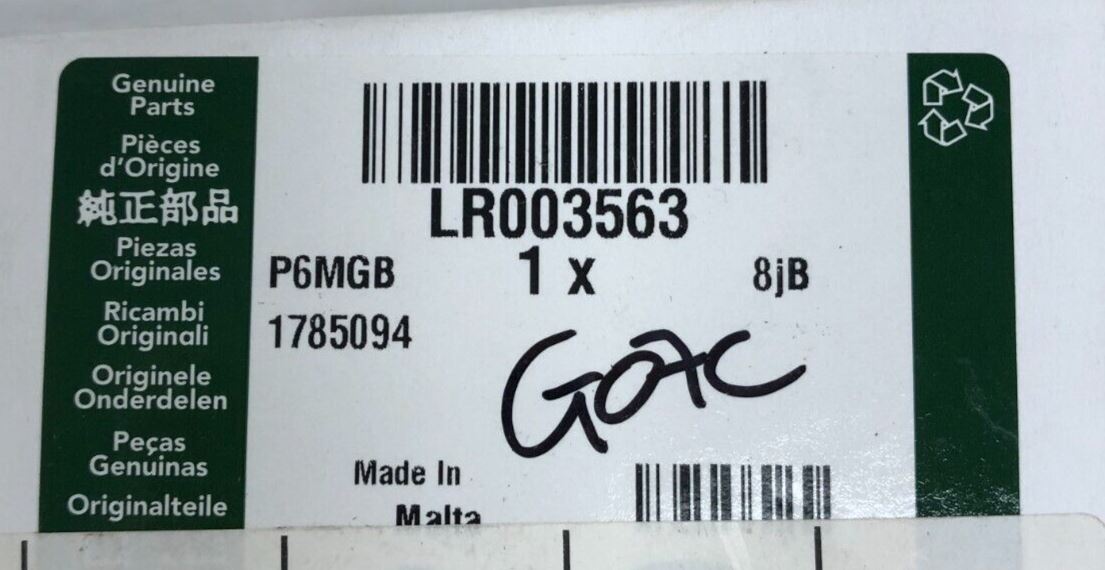 Genuine
Parts
Pièces
d'Origine
純正部品
Piezas
Originales
Ricambi
Originali
Originele
Onderdelen
Peças
Genuinas
Originalteile
LR003563
P6MGB 1 x 8jB
1785094
G07C
Made In
Malta